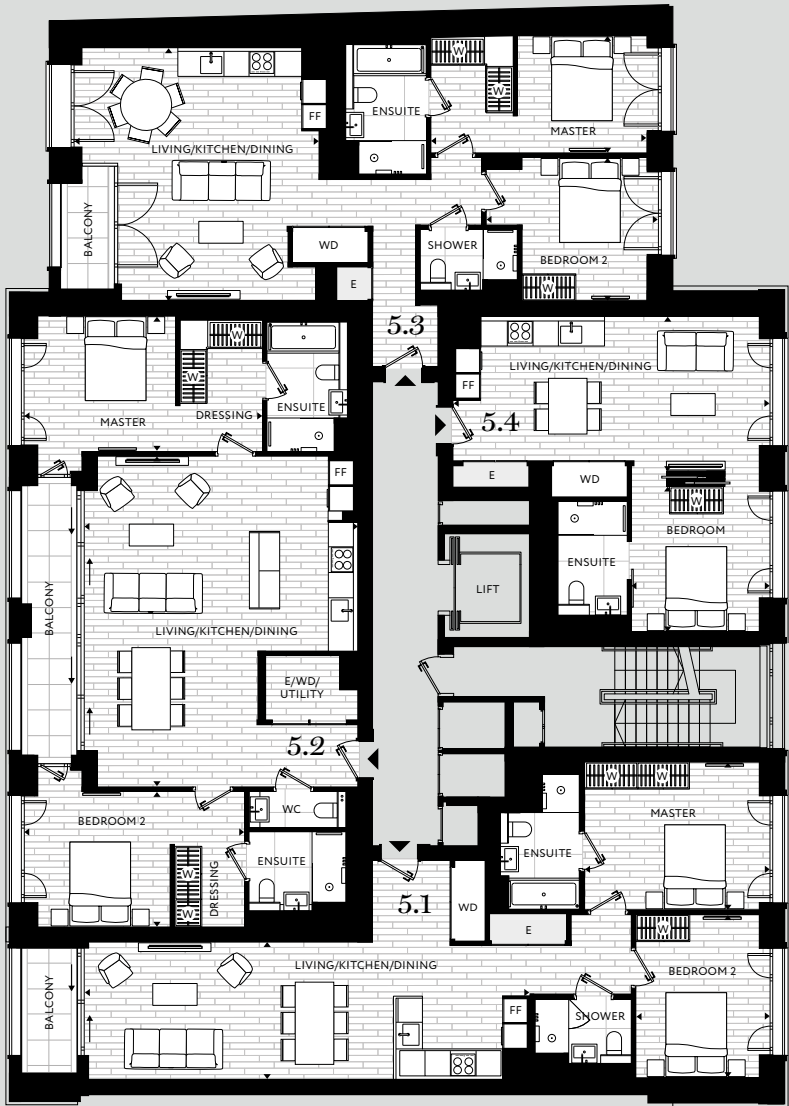 W
W
ENSUITE
FF
MASTER
LIVING/KITCHEN/DINING
BALCONY
WD
SHOWER
BEDROOM 2
E
W
5.3
W
W
MASTER
DRESSING
ENSUITE
LIVING/KITCHEN/DINING
FF
5.4
E
WD
W
BEDROOM
ENSUITE
LIFT
FF
BALCONY
LIVING/KITCHEN/DINING
E/WD/
UTILITY
5.2
BEDROOM 2
WC
ENSUITE
W
DRESSING
W
W
W
MASTER
ENSUITE
5.1
WD
E
W
BEDROOM 2
LIVING/KITCHEN/DINING
BALCONY
FF
SHOWER